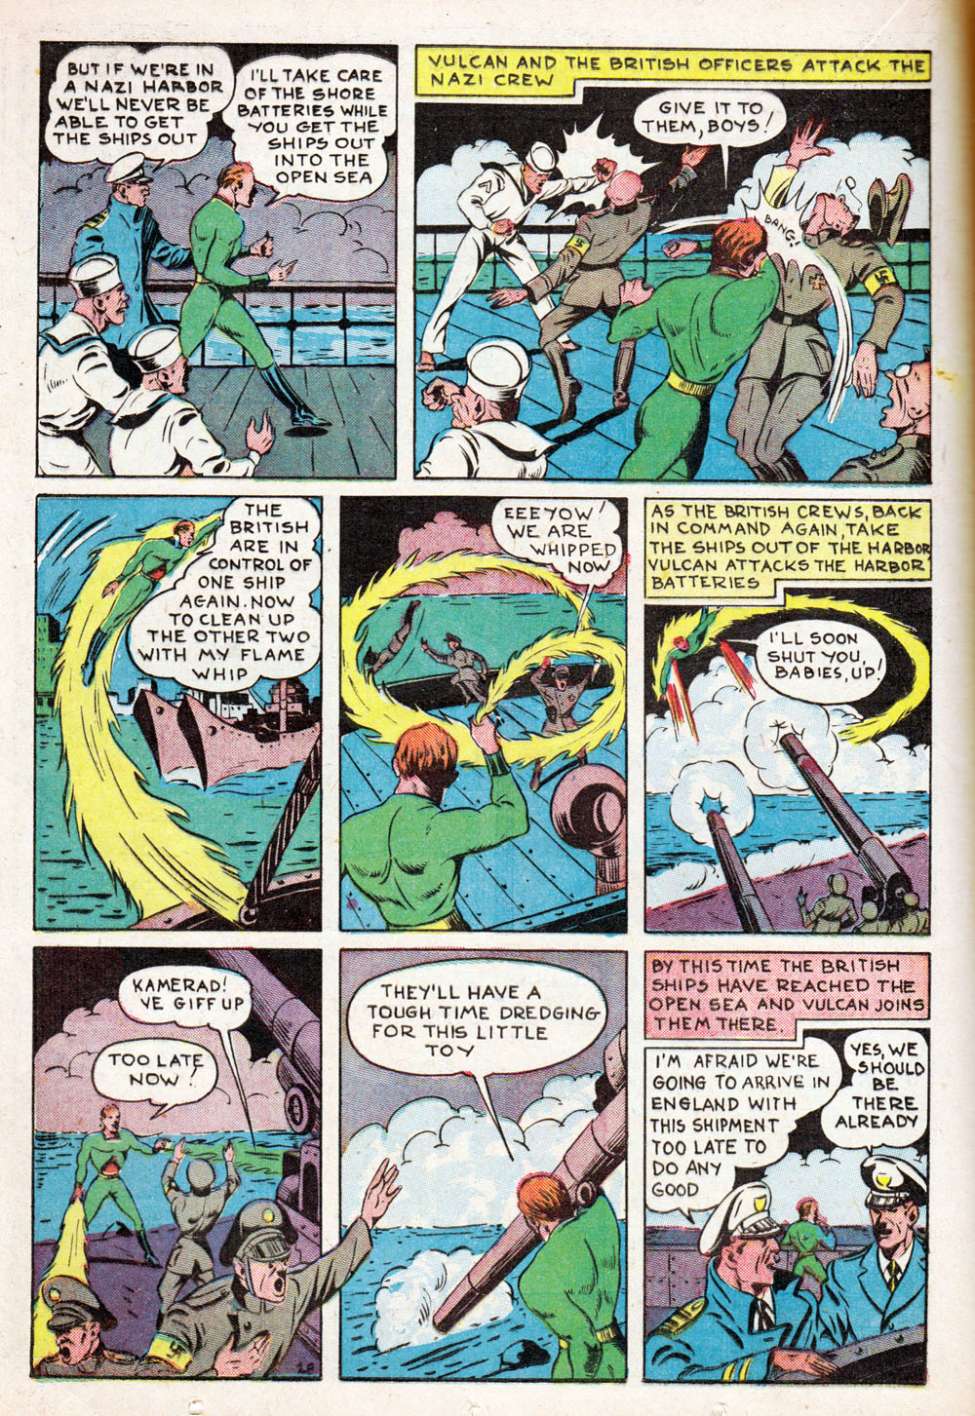 BUT IF WE'RE IN
A NAZI HARBOR
WE'LL NEVER BE
ABLE TO GET
THE SHIPS OUT
I'LL TAKE CARE
OF THE SHORE
BATTERIES WHILE
YOU GET THE
SHIPS OUT
INTO THE
OPEN SEA
VULCAN AND THE BRITISH OFFICERS ATTACK THE
NAZI CREW
GIVE IT TO
THEM, BOYS!
BANG!
THE
BRITISH
ARE IN
CONTROL OF
ONE SHIP
AGAIN. NOW
TO CLEAN UP
THE OTHER TWO
WITH MY FLAME
WHIP
EEEYOW!
WE ARE
WHIPPED
NOW
AS THE BRITISH CREWS, BACK
IN COMMAND AGAIN, TAKE
THE SHIPS OUT OF THE HARBOR
VULCAN ATTACKS THE HARBOR
BATTERIES
I'LL SOON
SHUT YOU,
BABIES, UP!
KAMERAD!
VE GIFF UP
TOO LATE
NOW!
28
THEY'LL HAVE A
TOUGH TIME DREDGING
FOR THIS LITTLE
TOY
BY THIS TIME THE BRITISH
SHIPS HAVE REACHED THE
OPEN SEA AND VULCAN JOINS
THEM THERE.
I'M AFRAID WE'RE
GOING TO ARRIVE IN
ENGLAND WITH
THIS SHIPMENT
TOO LATE TO
DO ANY
GOOD
YES, WE
SHOULD
BE
THERE
ALREADY